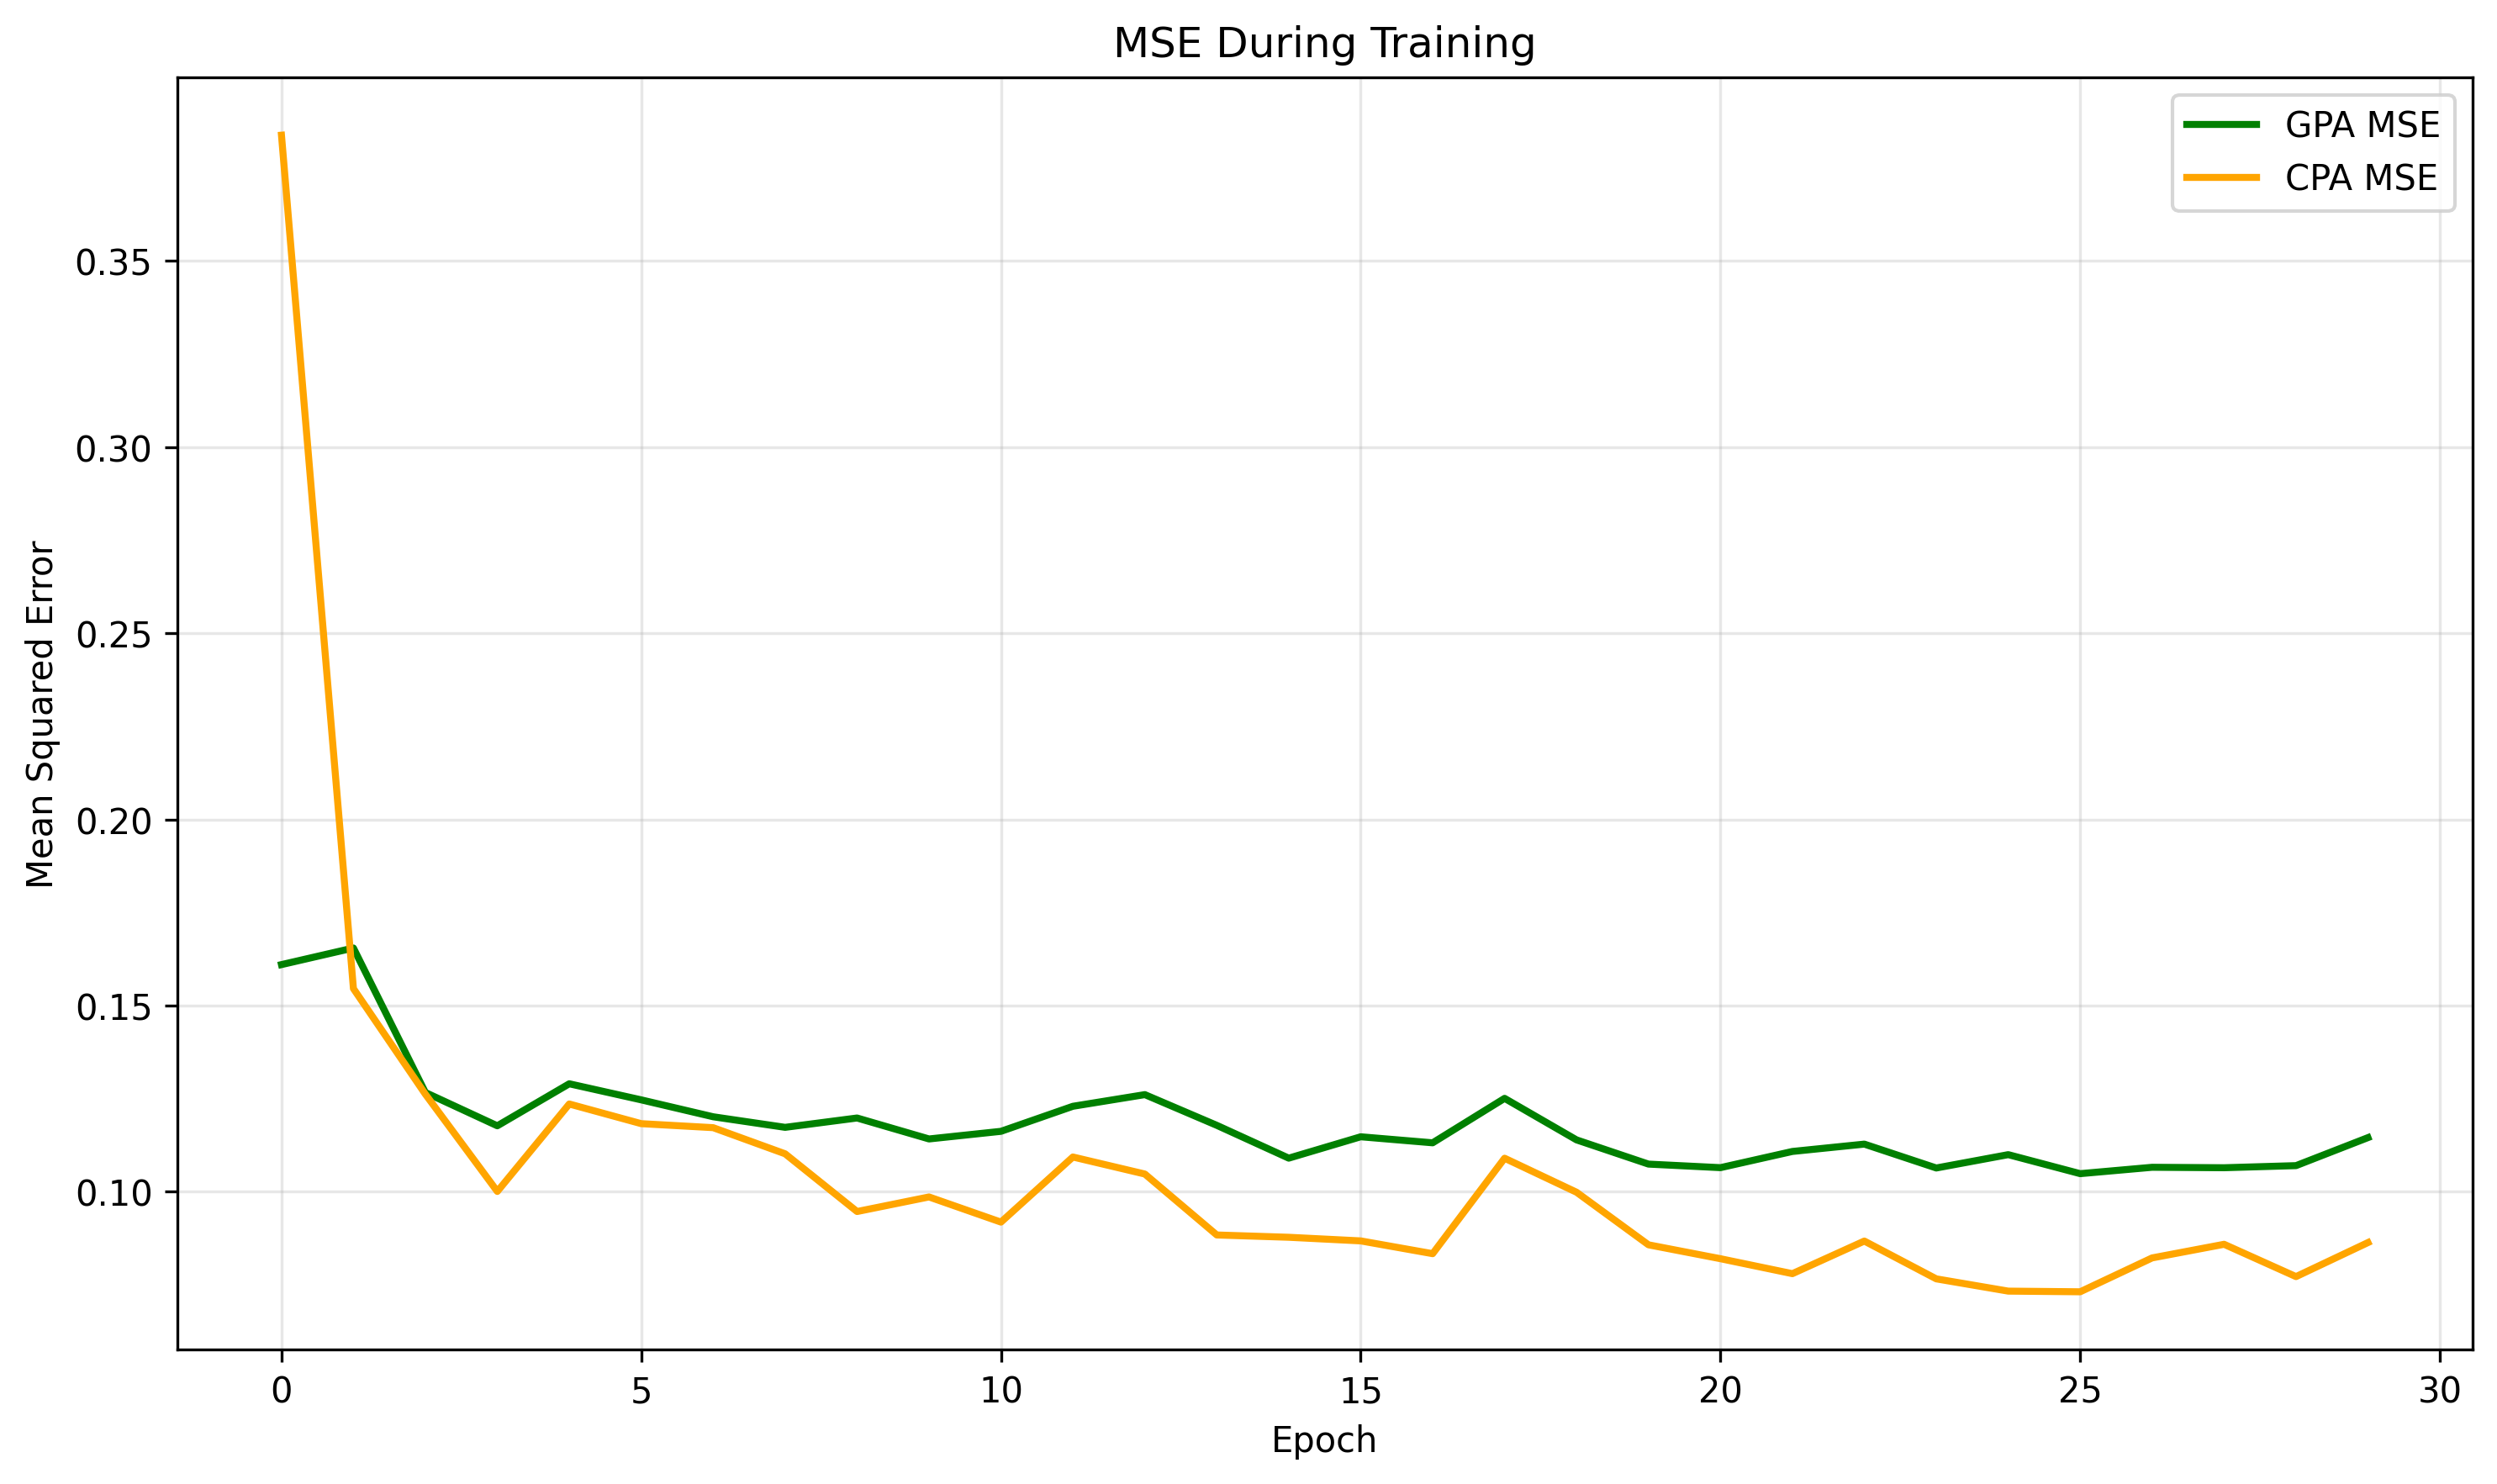 MSE During Training
GPA MSE
CPA MSE
Mean Squared Error
0.35
0.30
0.25
0.20
0.15
0.10
0 5 10 15 20 25 30
Epoch